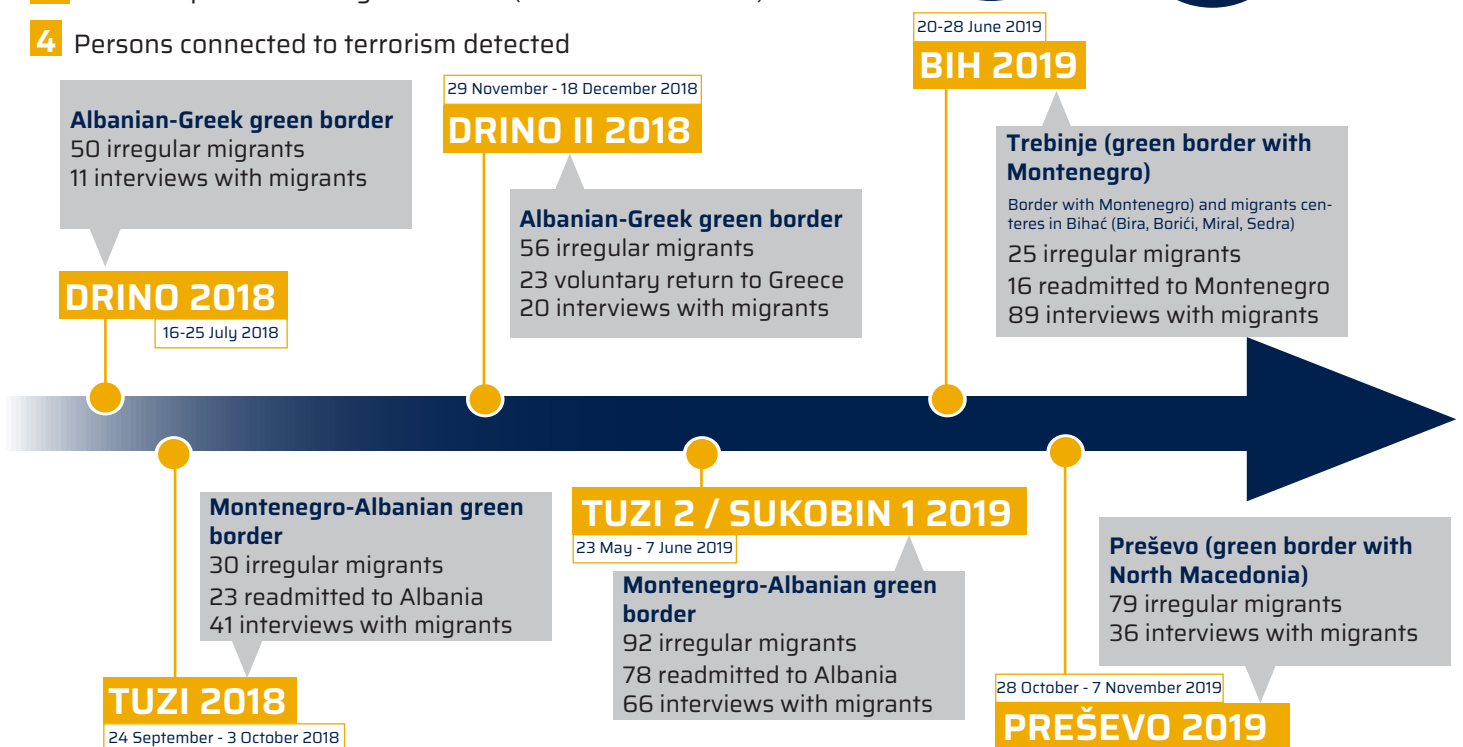 4 Persons connected to terrorism detected
20-28 June 2019
BIH 2019
29 November - 18 December 2018
DRINO II 2018
Albanian-Greek green border
50 irregular migrants
11 interviews with migrants
DRINO 2018
16-25 July 2018
Albanian-Greek green border
56 irregular migrants
23 voluntary return to Greece
20 interviews with migrants
Trebinje (green border with
Montenegro)
Border with Montenegro) and migrants cen-
teres in Bihać (Bira, Borići, Miral, Sedra)
25 irregular migrants
16 readmitted to Montenegro
89 interviews with migrants
Montenegro-Albanian green
border
30 irregular migrants
23 readmitted to Albania
41 interviews with migrants
TUZI 2018
24 September - 3 October 2018
TUZI 2 / SUKOBIN 1 2019
23 May - 7 June 2019
Montenegro-Albanian green
border
92 irregular migrants
78 readmitted to Albania
66 interviews with migrants
Preševo (green border with
North Macedonia)
79 irregular migrants
36 interviews with migrants
28 October - 7 November 2019
PREŠEVO 2019